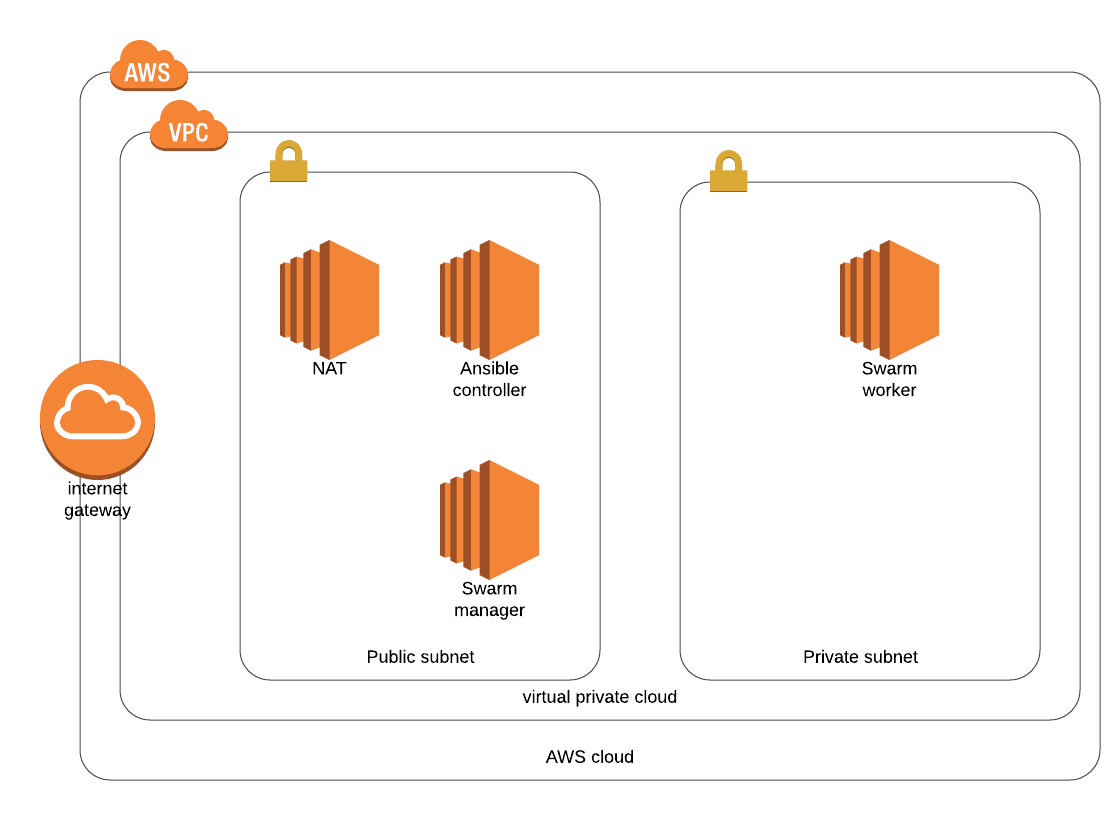 AWS
VPC
NAT
Ansible
controller
Swarm
worker
internet
gateway
Swarm
manager
Public subnet
Private subnet
virtual private cloud
AWS cloud